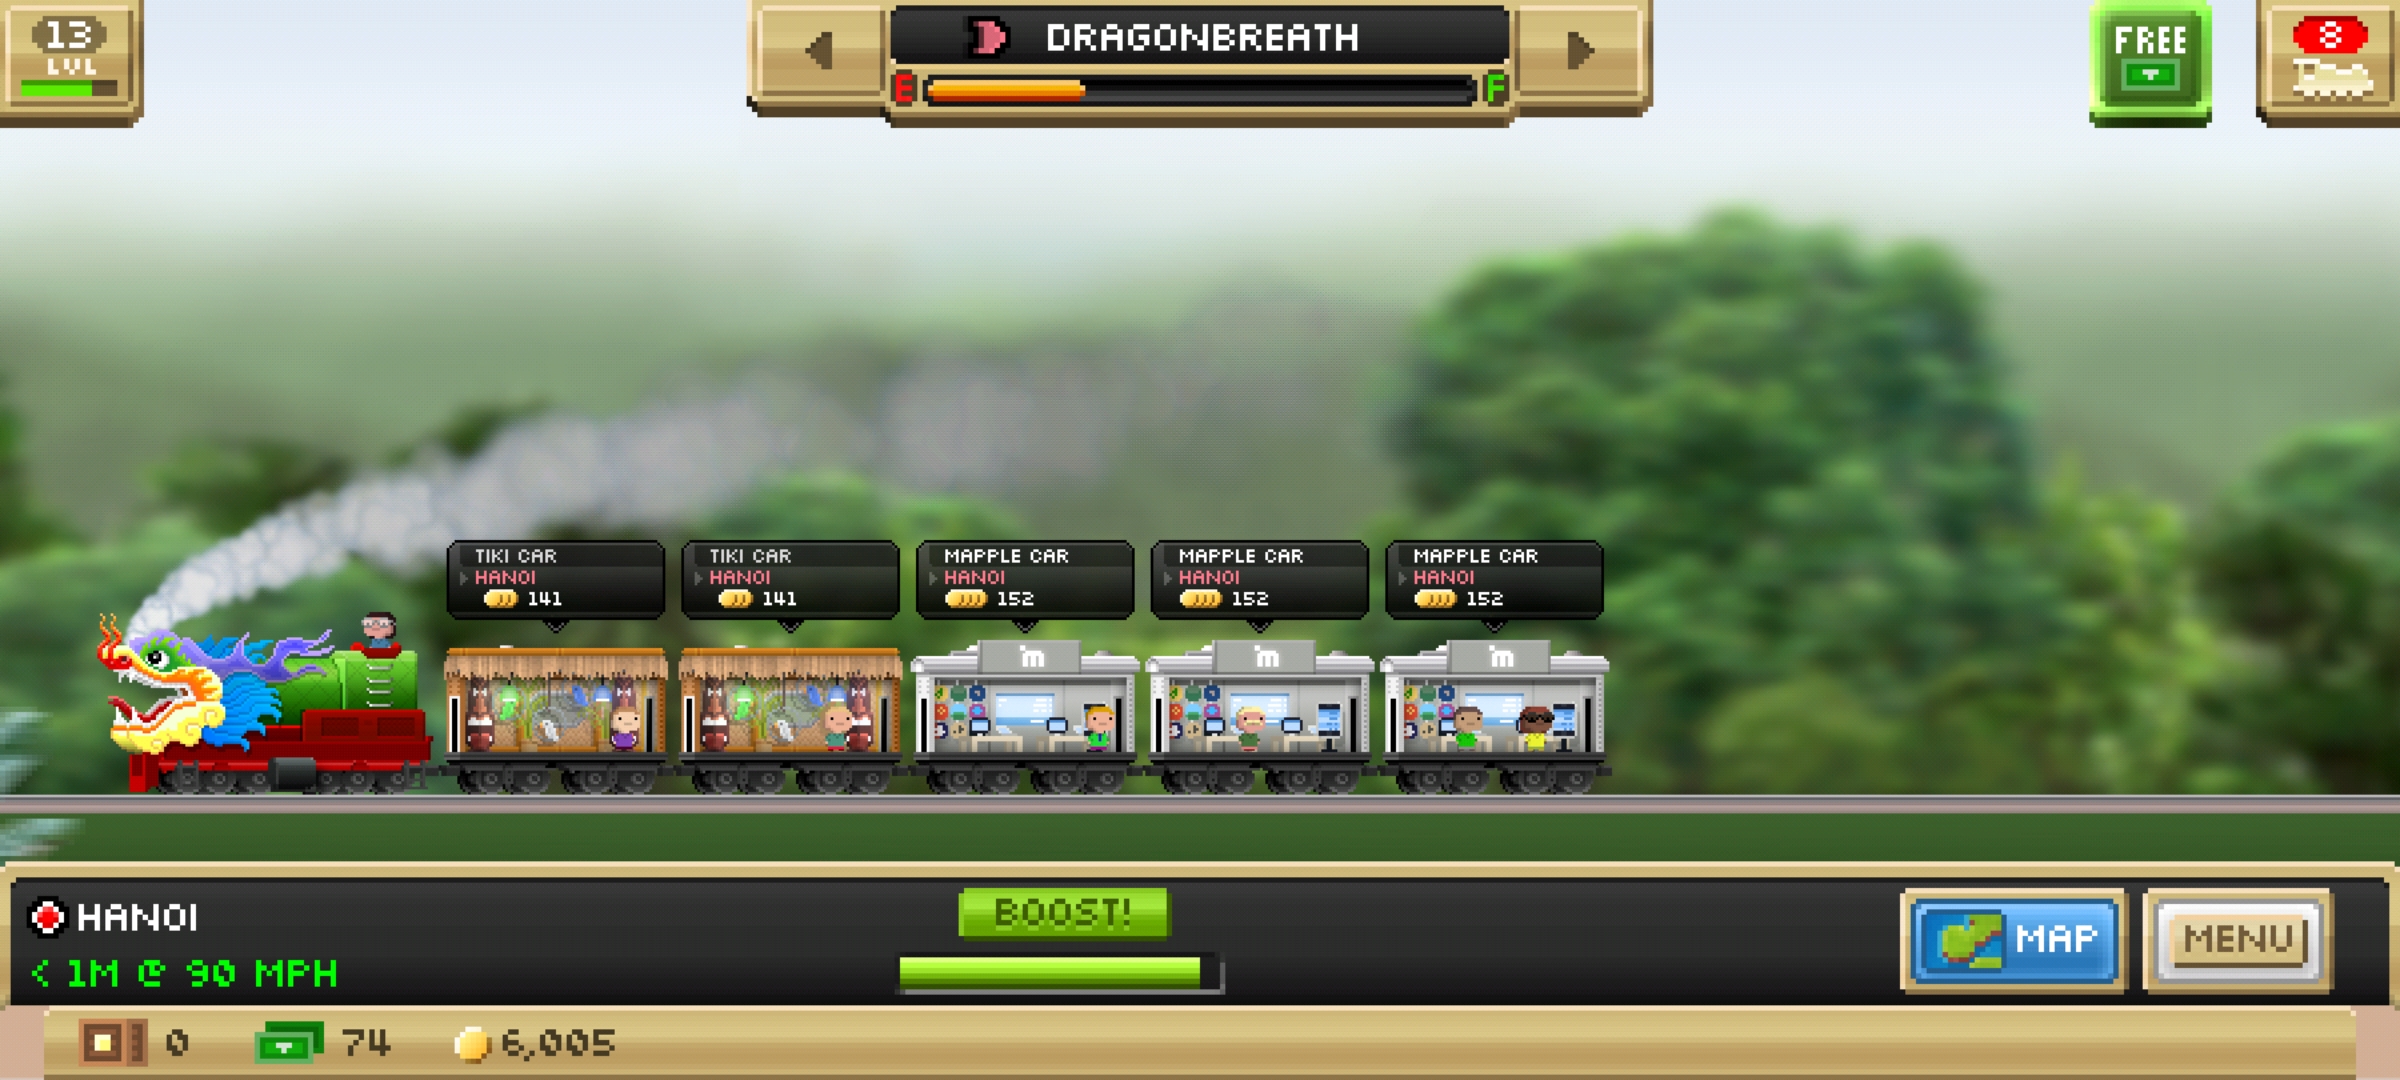 13
LVL
DRAGONBREATH
E
F
FREE
8
TIKI CAR
HANOI
141
TIKI CAR
HANOI
141
MAPPLE CAR
HANOI
152
MAPPLE CAR
HANOI
152
MAPPLE CAR
HANOI
152
m
m
m
HANOI
< 1M @ 90 MPH
BOOST!
MAP
MENU
0
74
6,005